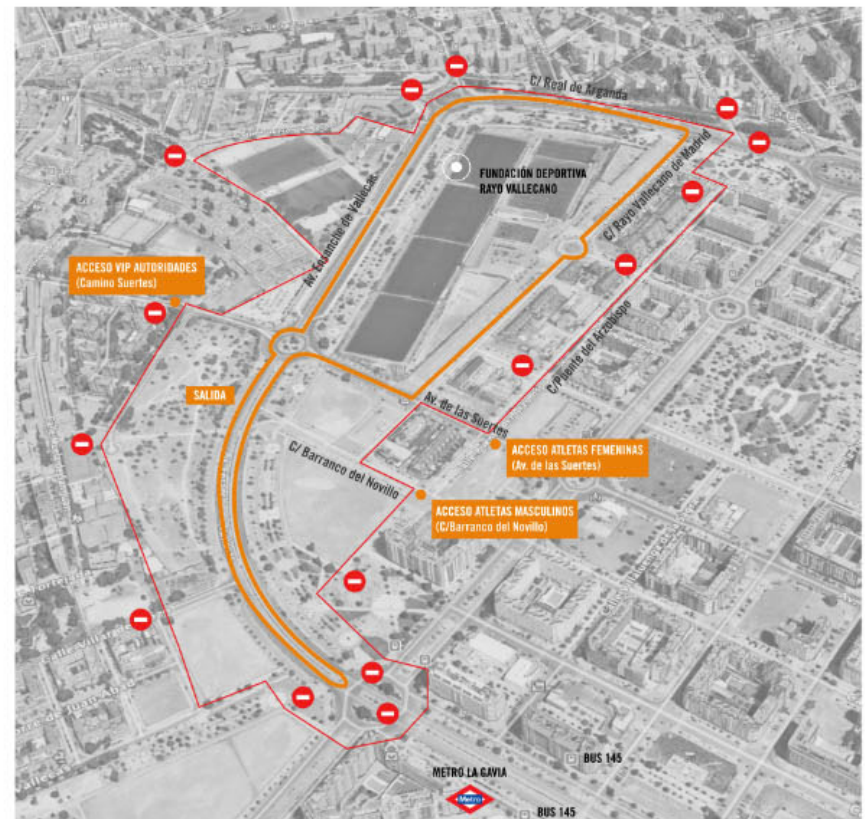 C/ Real de Arganda
FUNDACIÓN DEPORTIVA
RAYO VALLECANO
C/ Rayo Vallecano de Madrid
Av. Ensanche de Vallecas
ACCESO VIP AUTORIDADES
(Camino Suertes)
C/Puente del Arzobispo
SALIDA
Av. de las Suertes
C/ Barranco del Novillo
ACCESO ATLETAS FEMENINAS
(Av. de las Suertes)
ACCESO ATLETAS MASCULINOS
(C/Barranco del Novillo)
BUS 145
METRO LA GAVIA
Metro
BUS 145